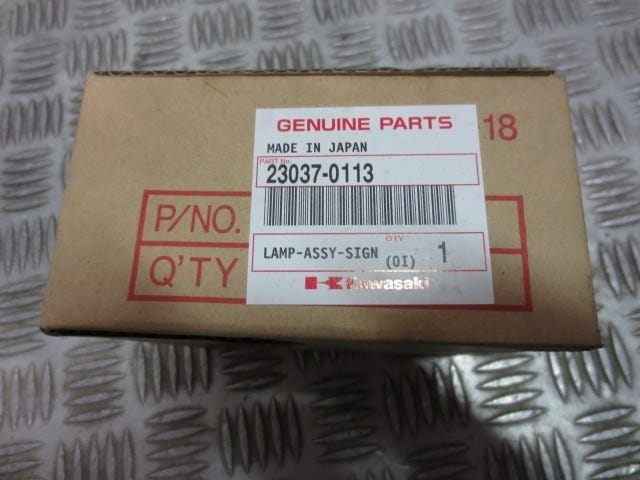 GENUINE PARTS
18
MADE IN JAPAN
PART No.
23037-0113
P/NO.
LAMP-ASSY-SIGN
(OI)
QTY
1
Q'TY
Kawasaki